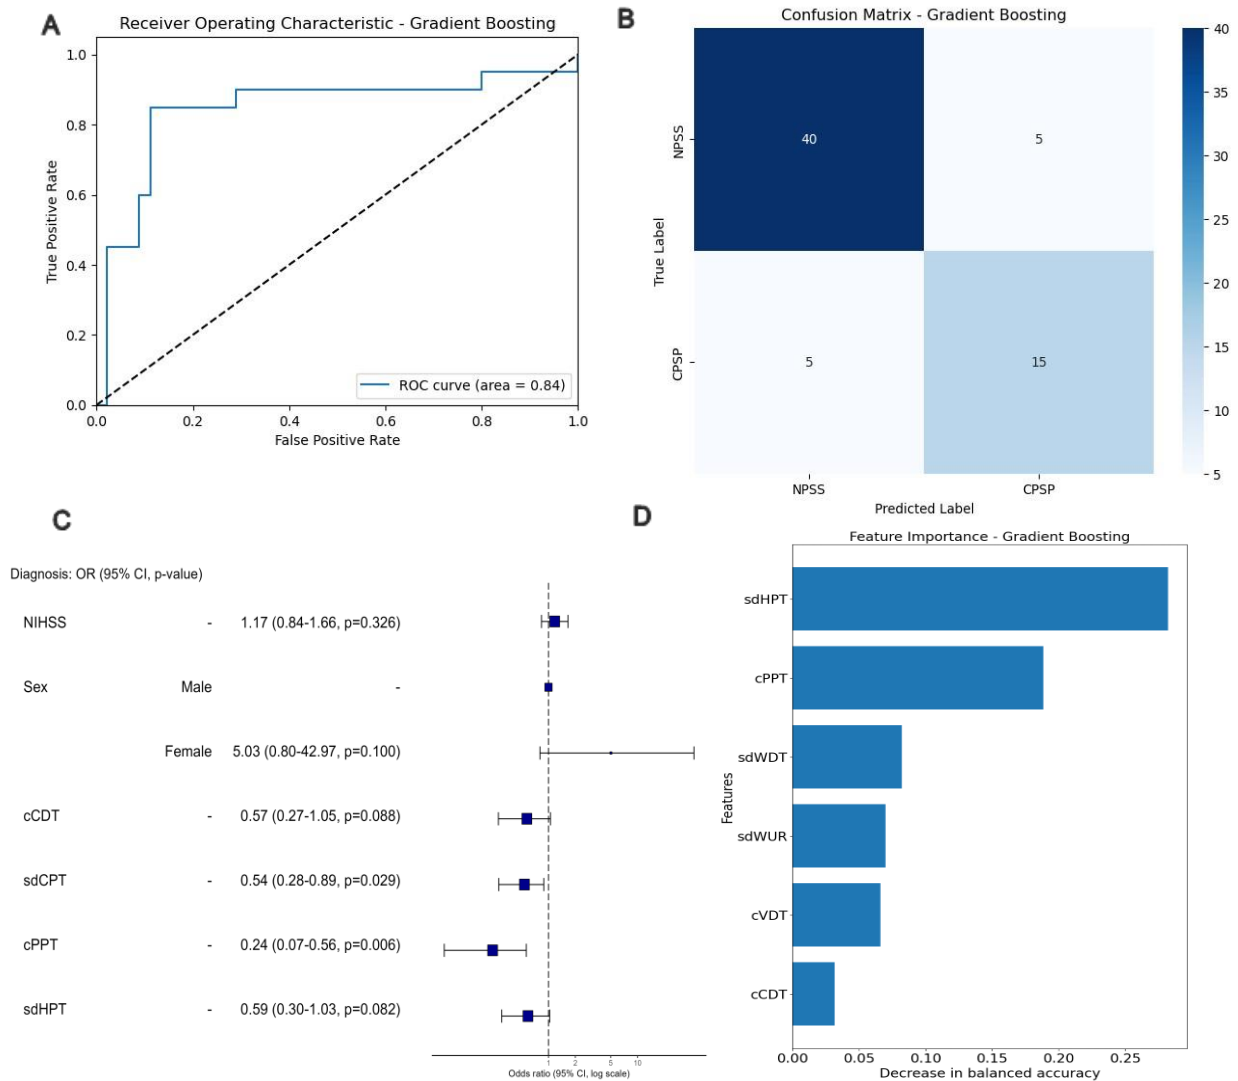 A
Receiver Operating Characteristic - Gradient Boosting
True Positive Rate
1.0
0.8
0.6
0.4
0.2
0.0
0.0 0.2 0.4 0.6 0.8 1.0
False Positive Rate
ROC curve (area = 0.84)
B
Confusion Matrix - Gradient Boosting
True Label
NPSS
CPSP
40 5
5 15
NPSS CPSP
Predicted Label
40
35
30
25
20
15
10
5
C
Diagnosis: OR (95% CI, p-value)
NIHSS - 1.17 (0.84-1.66, p=0.326)
Sex Male -
Female 5.03 (0.80-42.97, p=0.100)
cCDT - 0.57 (0.27-1.05, p=0.088)
sdCPT - 0.54 (0.28-0.89, p=0.029)
cPPT - 0.24 (0.07-0.56, p=0.006)
sdHPT - 0.59 (0.30-1.03, p=0.082)
1 2 5 10
Odds ratio (95% CI, log scale)
D
Feature Importance - Gradient Boosting
Features
sdHPT
cPPT
sdWDT
sdWUR
cVDT
cCDT
0.00 0.05 0.10 0.15 0.20 0.25
Decrease in balanced accuracy